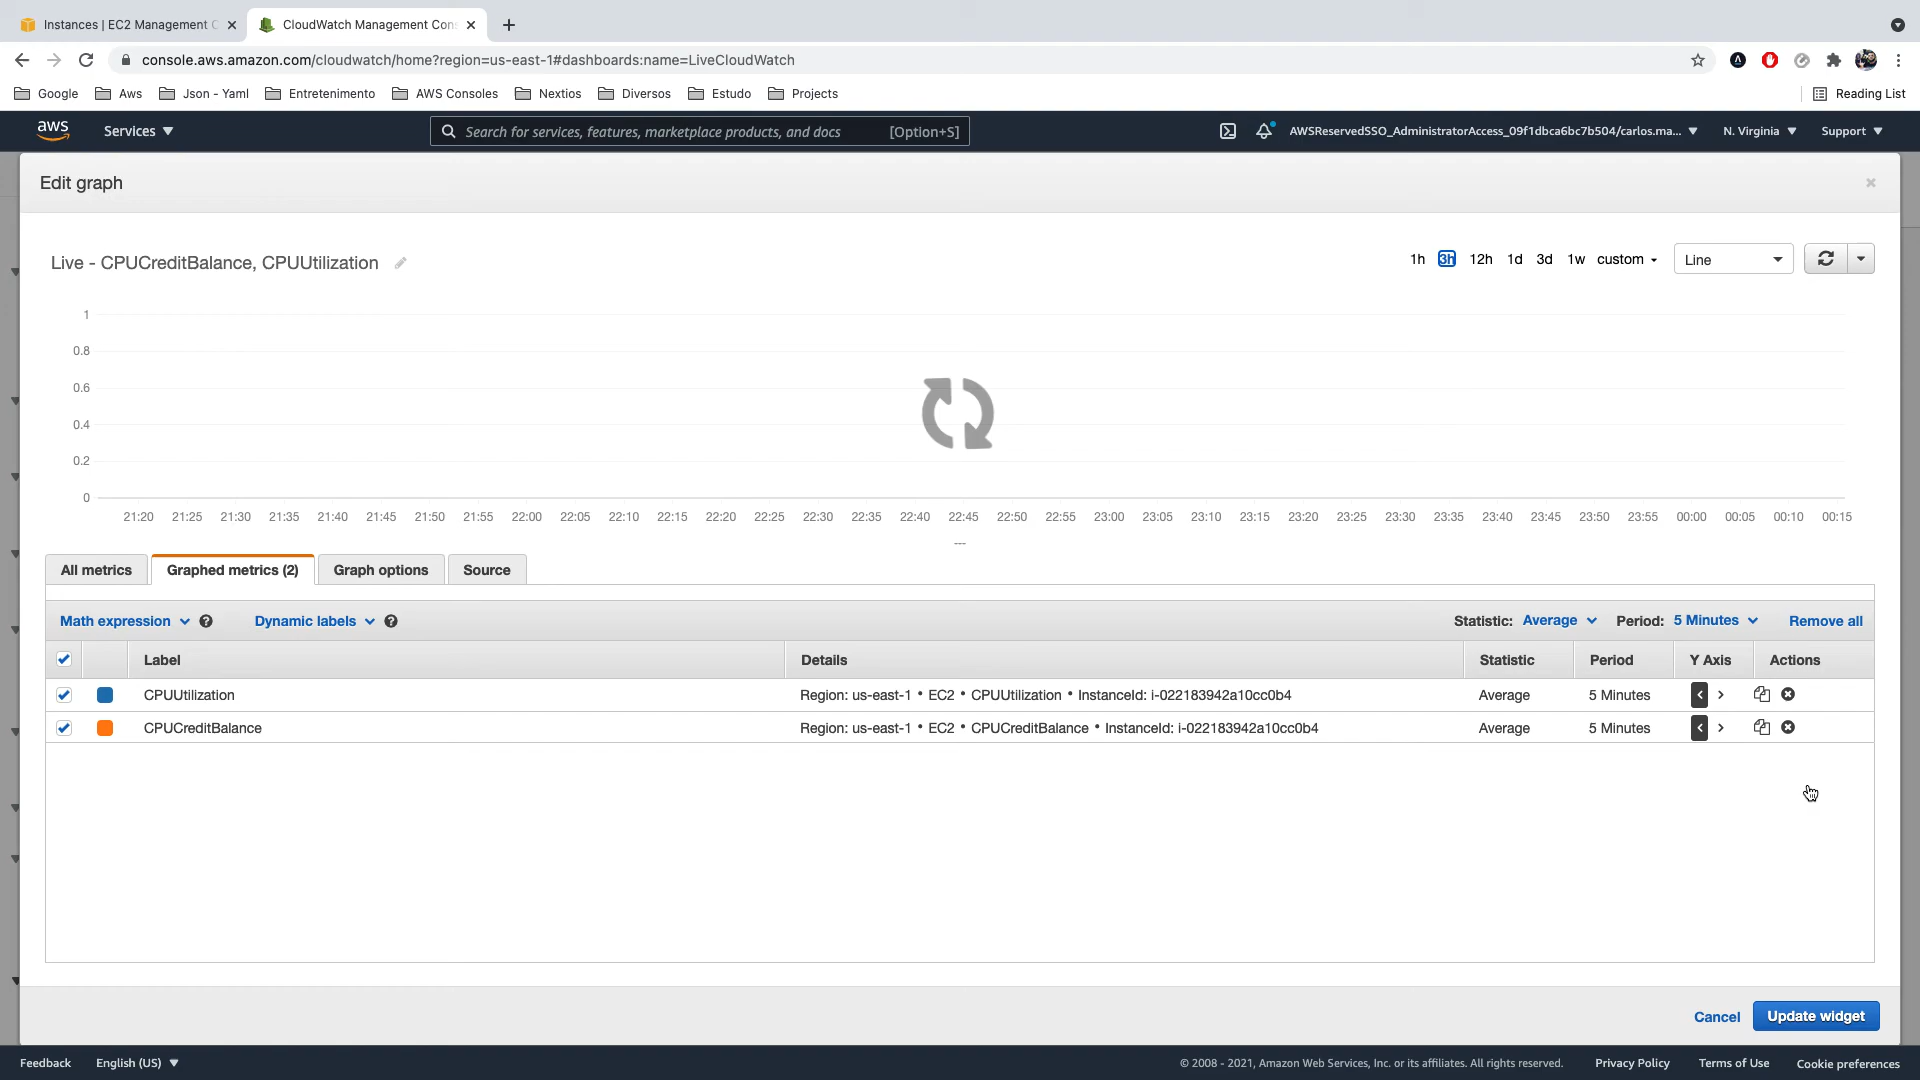 Instances | EC2 Management C
CloudWatch Management Con
console.aws.amazon.com/cloudwatch/home?region=us-east-1#dashboards:name=LiveCloudWatch
Google Aws Json - Yaml Entretenimento AWS Consoles Nextios Diversos Estudo Projects Reading List
aws Services Search for services, features, marketplace products, and docs [Option+S] AWSReservedSSO_AdministratorAccess_09f1dbca6bc7b504/carlos.ma... N. Virginia Support
Edit graph
Live - CPUCreditBalance, CPUUtilization
1h 3h 12h 1d 3d 1w custom Line
1
0.8
0.6
0.4
0.2
0
21:20 21:25 21:30 21:35 21:40 21:45 21:50 21:55 22:00 22:05 22:10 22:15 22:20 22:25 22:30 22:35 22:40 22:45 22:50 22:55 23:00 23:05 23:10 23:15 23:20 23:25 23:30 23:35 23:40 23:45 23:50 23:55 00:00 00:05 00:10 00:15
---
All metrics Graphed metrics (2) Graph options Source
Math expression Dynamic labels Statistic: Average Period: 5 Minutes Remove all
Label Details Statistic Period Y Axis Actions
CPUUtilization Region: us-east-1 • EC2 • CPUUtilization • InstanceId: i-022183942a10cc0b4 Average 5 Minutes
CPUCreditBalance Region: us-east-1 • EC2 • CPUCreditBalance • InstanceId: i-022183942a10cc0b4 Average 5 Minutes
Cancel Update widget
Feedback English (US) © 2008 - 2021, Amazon Web Services, Inc. or its affiliates. All rights reserved. Privacy Policy Terms of Use Cookie preferences